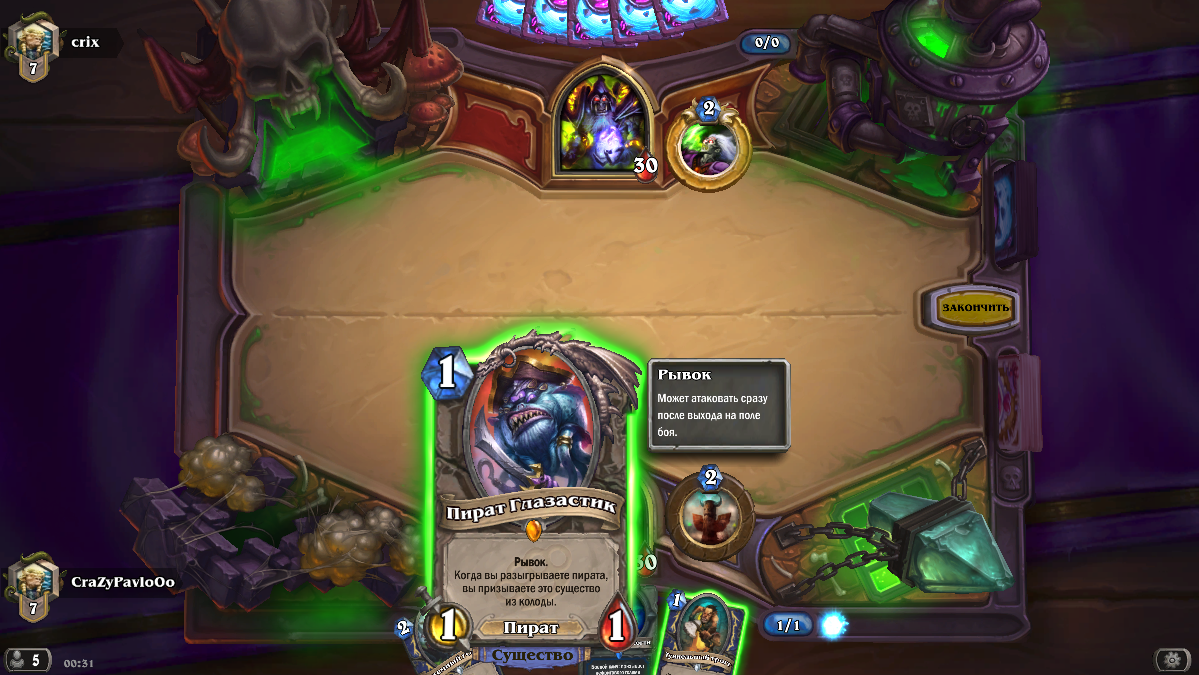 crix
7
0/0
2
30
ЗАКОНЧИТЬ
1
Рывок
Может атаковать сразу
после выхода на поле
боя.
Пират Глазастик
2
Рывок.
Когда вы разыгрываете пирата,
вы призываете это существо
из колоды.
1
Пират
1
CraZyPavloOo
7
2
1
1/1
Существо
5
00:31